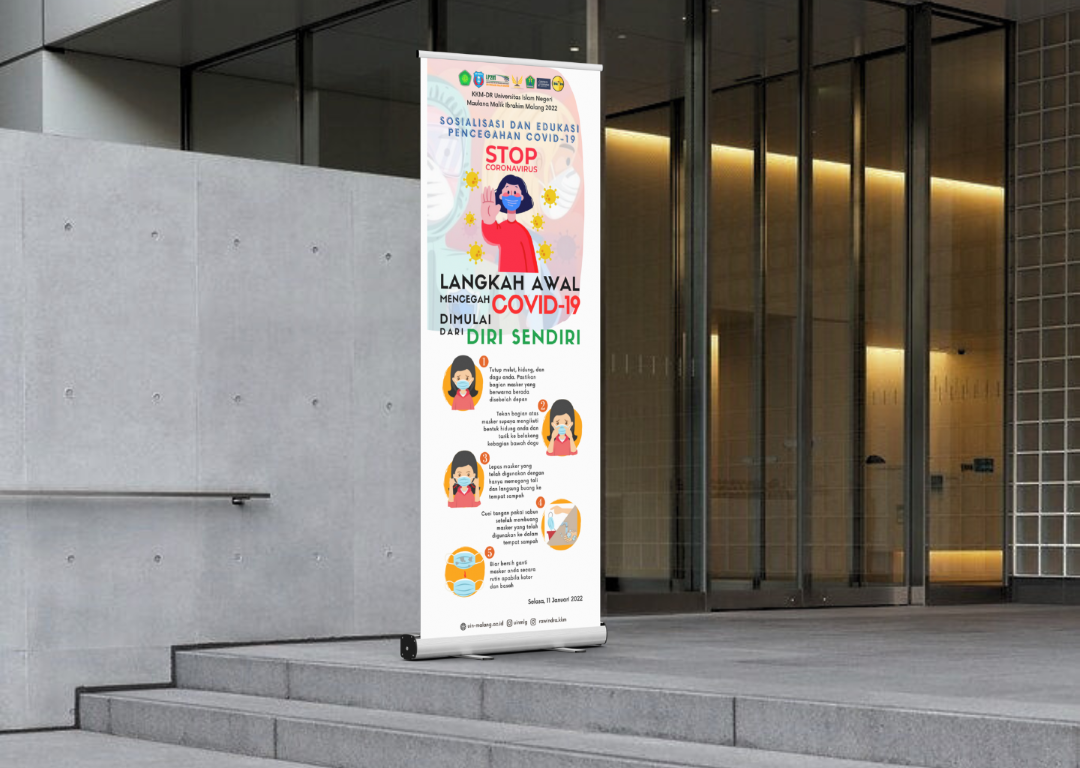 KKM-DR Universitas Islam Negeri
Maulana Malik Ibrahim Malang 2022
SOSIALISASI DAN EDUKASI
PENCEGAHAN COVID-19
STOP
CORONAVIRUS
LANGKAH AWAL
MENCEGAH COVID-19
DIMULAI
DARI DIRI SENDIRI
1
Tutup mulut, hidung, dan
dagu anda. Pastikan
bagian masker yang
berwarna berada
disebelah depan
2
Tekan bagian atas
masker supaya mengikuti
bentuk hidung anda dan
tarik ke belakang
kebagian bawah dagu
3
Lepas masker yang
telah digunakan dengan
hanya memegang tali
dan langsung buang ke
tempat sampah
4
Cuci tangan pakai sabun
setelah membuang
masker yang telah
digunakan ke dalam
tempat sampah
5
Biar bersih ganti
masker anda secara
rutin apabila kotor
dan basah
Selasa, 11 Januari 2022
uin-malang.ac.id